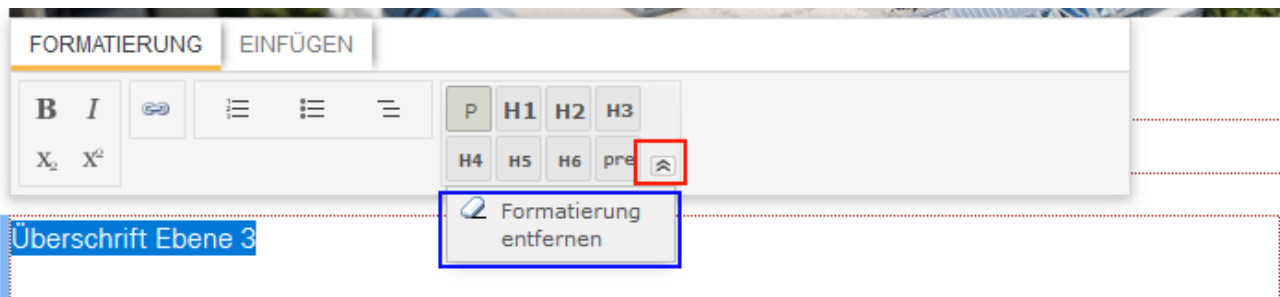 FORMATIERUNG EINFÜGEN
B I P H1 H2 H3
X₂ X² H4 H5 H6 pre
Formatierung
entfernen
Überschrift Ebene 3